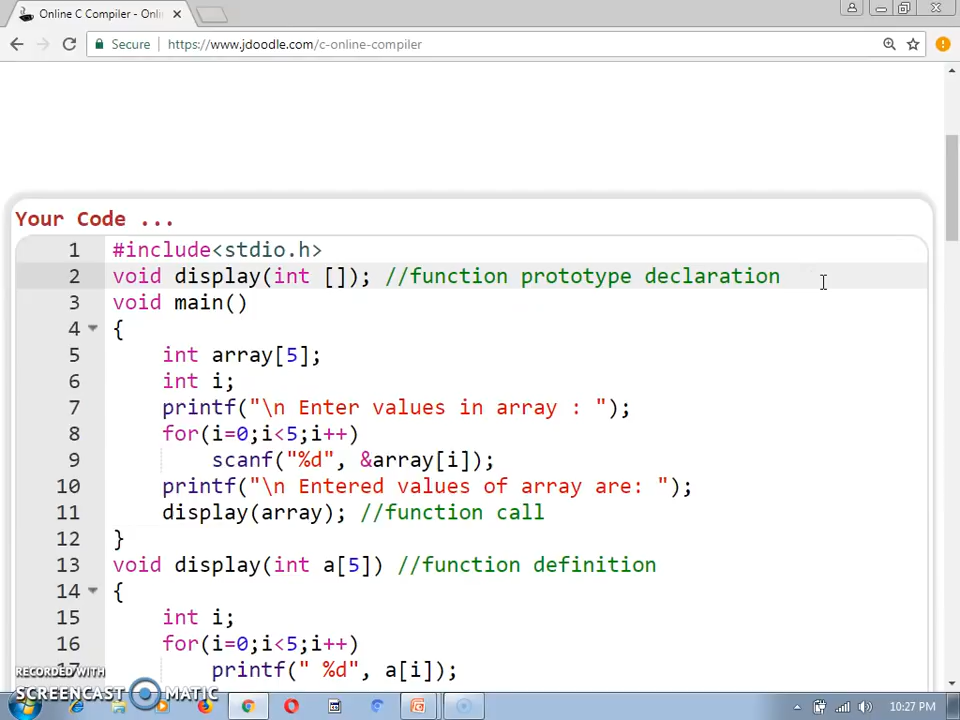 Online C Compiler - Onli
Secure
https://www.jdoodle.com/c-online-compiler
Your Code ...
1 #include<stdio.h>
2 void display(int []); //function prototype declaration
3 void main()
4 {
5 int array[5];
6 int i;
7 printf("\n Enter values in array : ");
8 for(i=0;i<5;i++)
9 scanf("%d", &array[i]);
10 printf("\n Entered values of array are: ");
11 display(array); //function call
12 }
13 void display(int a[5]) //function definition
14 {
15 int i;
16 for(i=0;i<5;i++)
17 printf(" %d", a[i]);
RECORDED WITH
SCREENCAST MATIC
10:27 PM